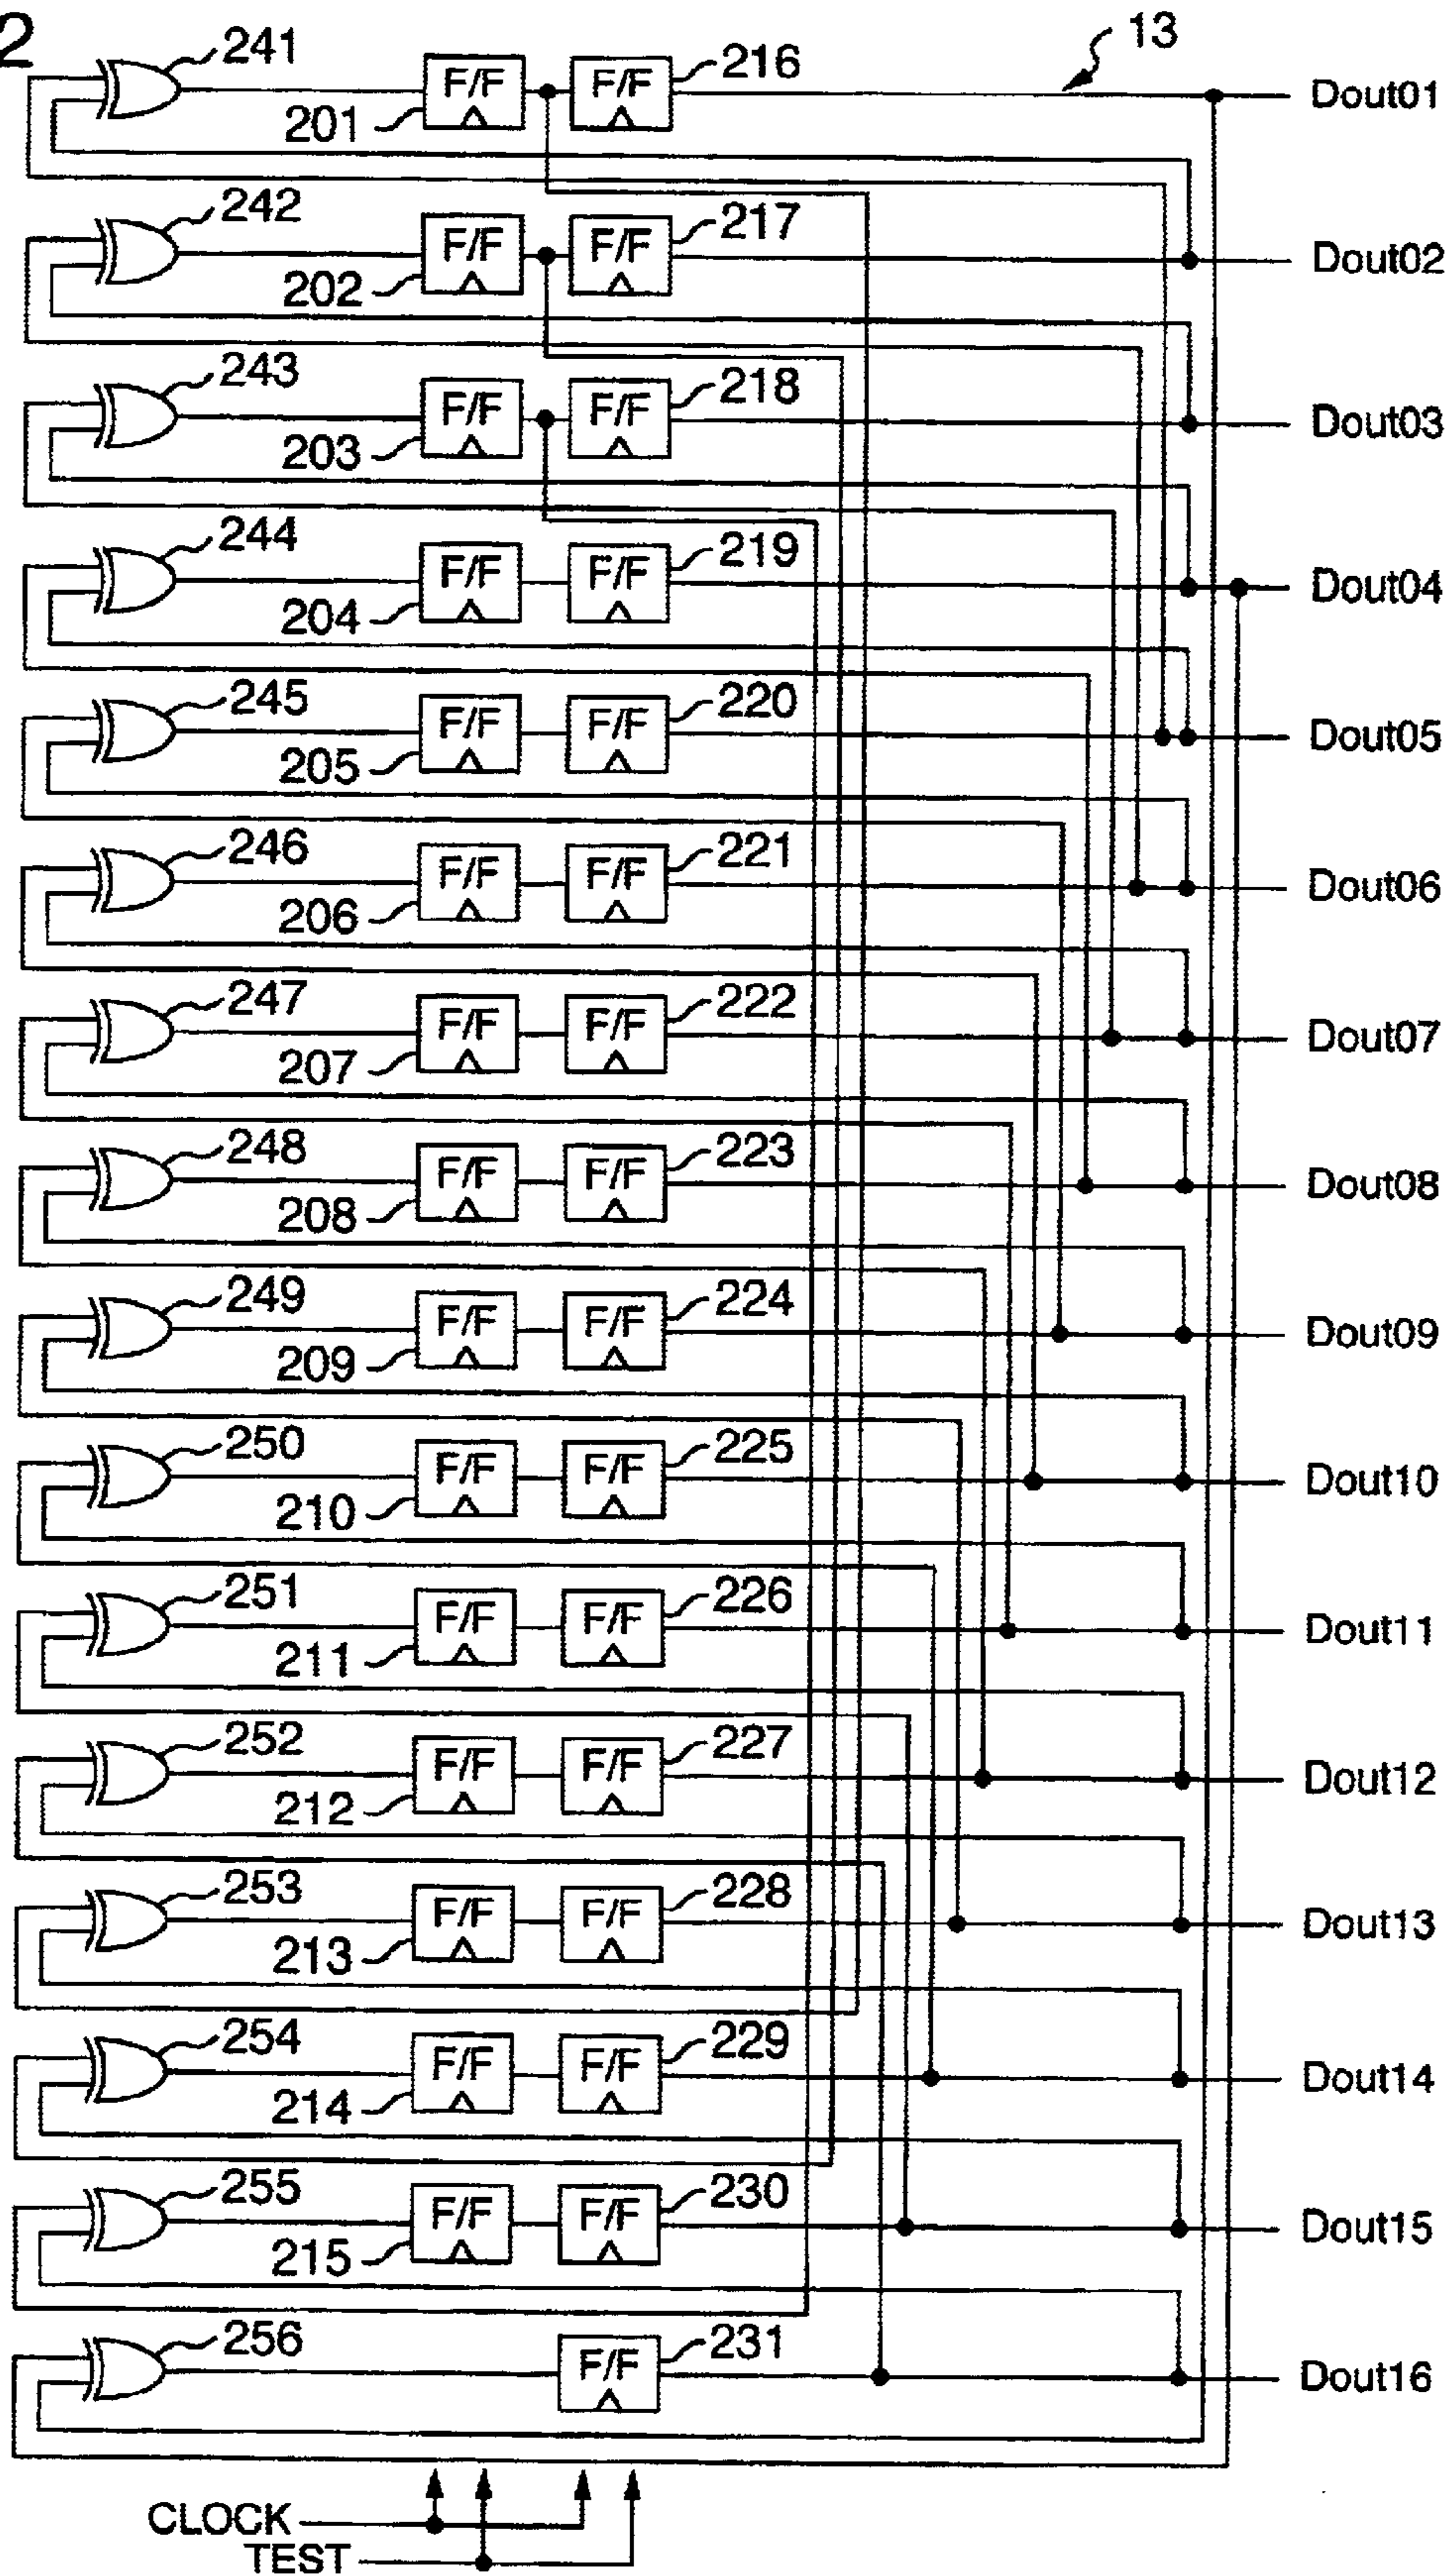 2
241 F/F F/F 216 13
201 Dout01
242 F/F F/F 217
202 Dout02
243 F/F F/F 218
203 Dout03
244 F/F F/F 219
204 Dout04
245 F/F F/F 220
205 Dout05
246 F/F F/F 221
206 Dout06
247 F/F F/F 222
207 Dout07
248 F/F F/F 223
208 Dout08
249 F/F F/F 224
209 Dout09
250 F/F F/F 225
210 Dout10
251 F/F F/F 226
211 Dout11
252 F/F F/F 227
212 Dout12
253 F/F F/F 228
213 Dout13
254 F/F F/F 229
214 Dout14
255 F/F F/F 230
215 Dout15
256 F/F 231
Dout16
CLOCK
TEST